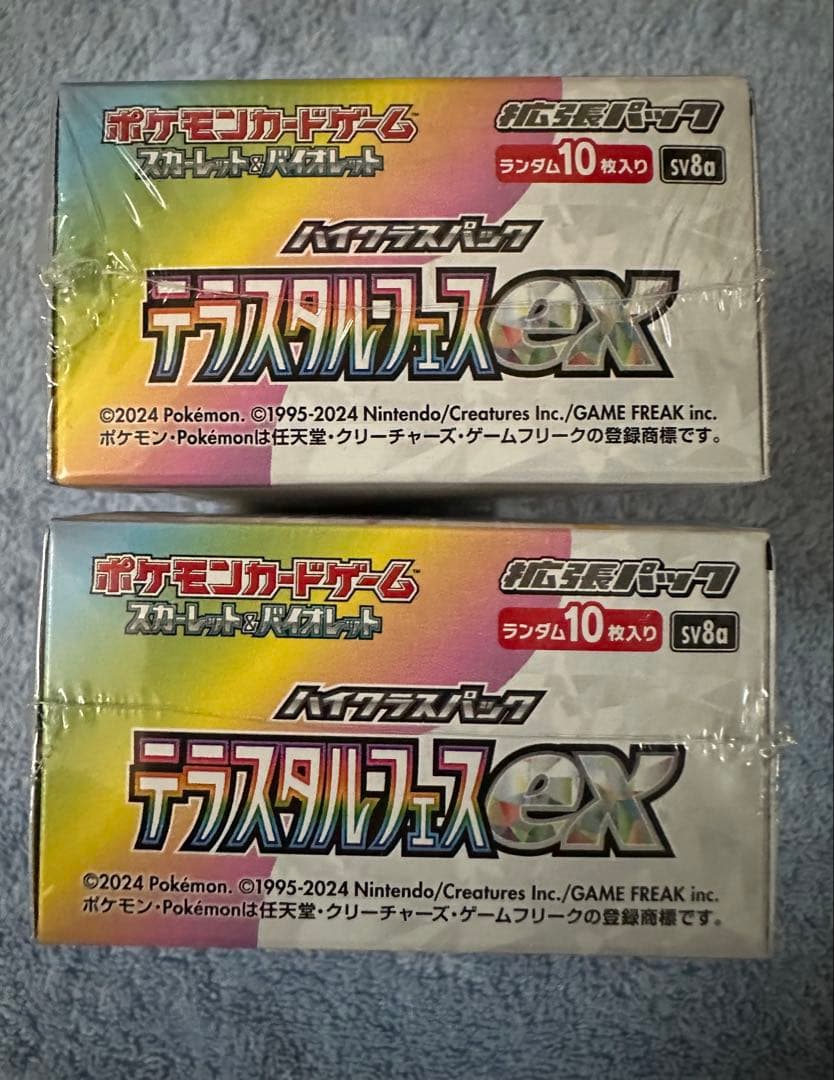 ポケモンカードゲーム™
スカーレット&バイオレット
拡張パック
ランダム10枚入り SV8a
ハイクラスパック
テラスタルフェスex
©2024 Pokémon. ©1995-2024 Nintendo/Creatures Inc./GAME FREAK inc.
ポケモン・Pokémonは任天堂・クリーチャーズ・ゲームフリークの登録商標です。
ポケモンカードゲーム™
スカーレット&バイオレット
拡張パック
ランダム10枚入り SV8a
ハイクラスパック
テラスタルフェスex
©2024 Pokémon. ©1995-2024 Nintendo/Creatures Inc./GAME FREAK inc.
ポケモン・Pokémonは任天堂・クリーチャーズ・ゲームフリークの登録商標です。